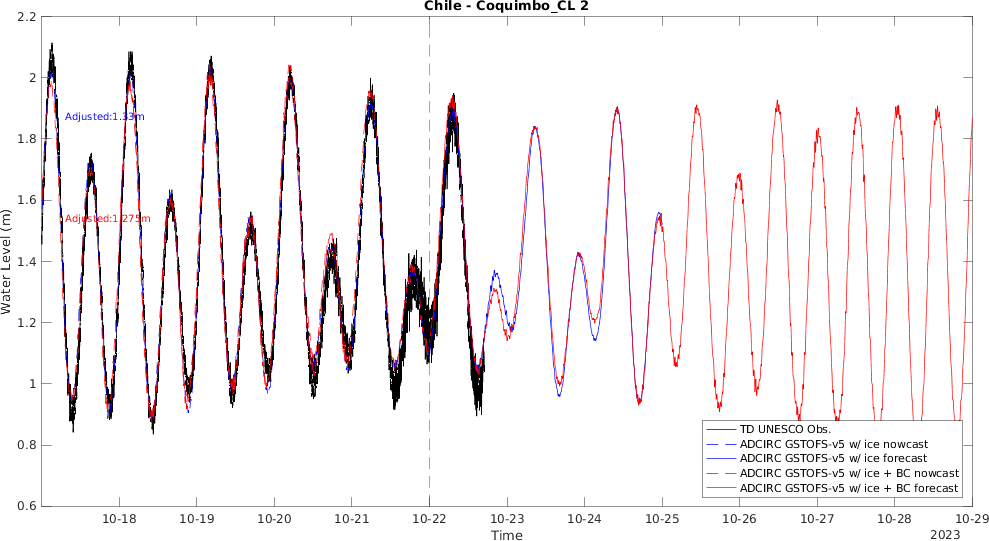 Chile - Coquimbo_CL 2
2.2
2
1.8
1.6
1.4
1.2
1
0.8
0.6
Water Level (m)
Adjusted:1.33m
Adjusted:1.275m
TD UNESCO Obs.
ADCIRC GSTOFS-v5 w/ ice nowcast
ADCIRC GSTOFS-v5 w/ ice forecast
ADCIRC GSTOFS-v5 w/ ice + BC nowcast
ADCIRC GSTOFS-v5 w/ ice + BC forecast
10-18 10-19 10-20 10-21 10-22 10-23 10-24 10-25 10-26 10-27 10-28 10-29
Time
2023